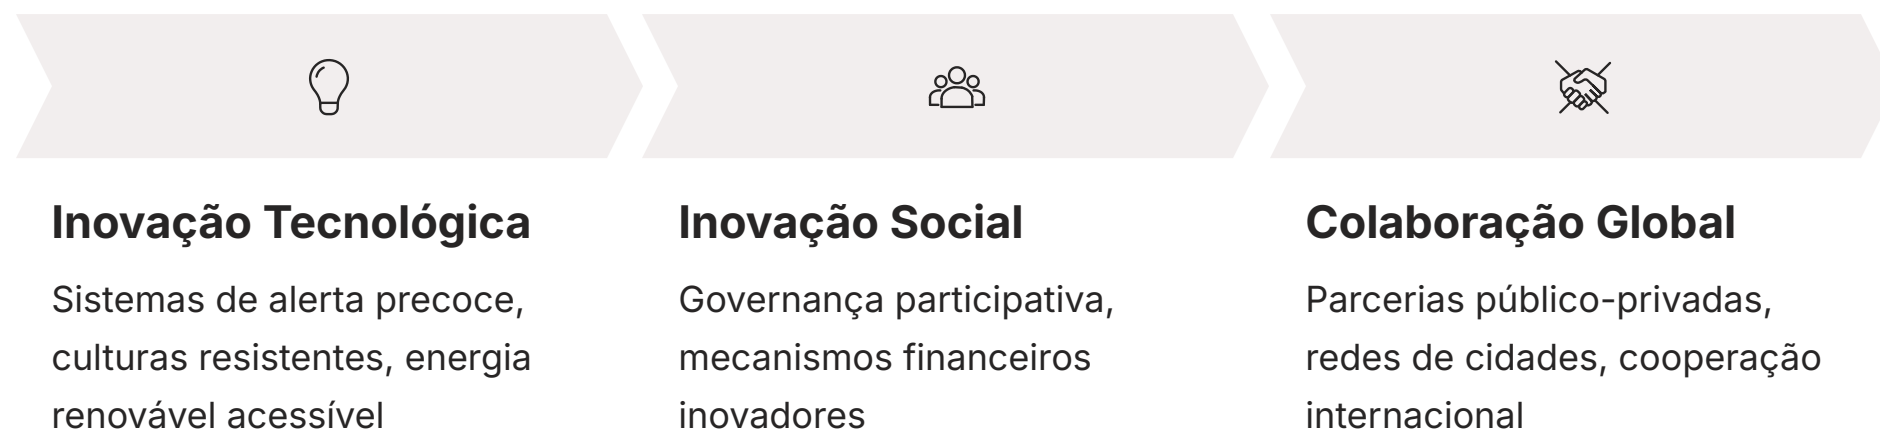 Inovação Tecnológica
Sistemas de alerta precoce,
culturas resistentes, energia
renovável acessível
Inovação Social
Governança participativa,
mecanismos financeiros
inovadores
Colaboração Global
Parcerias público-privadas,
redes de cidades, cooperação
internacional